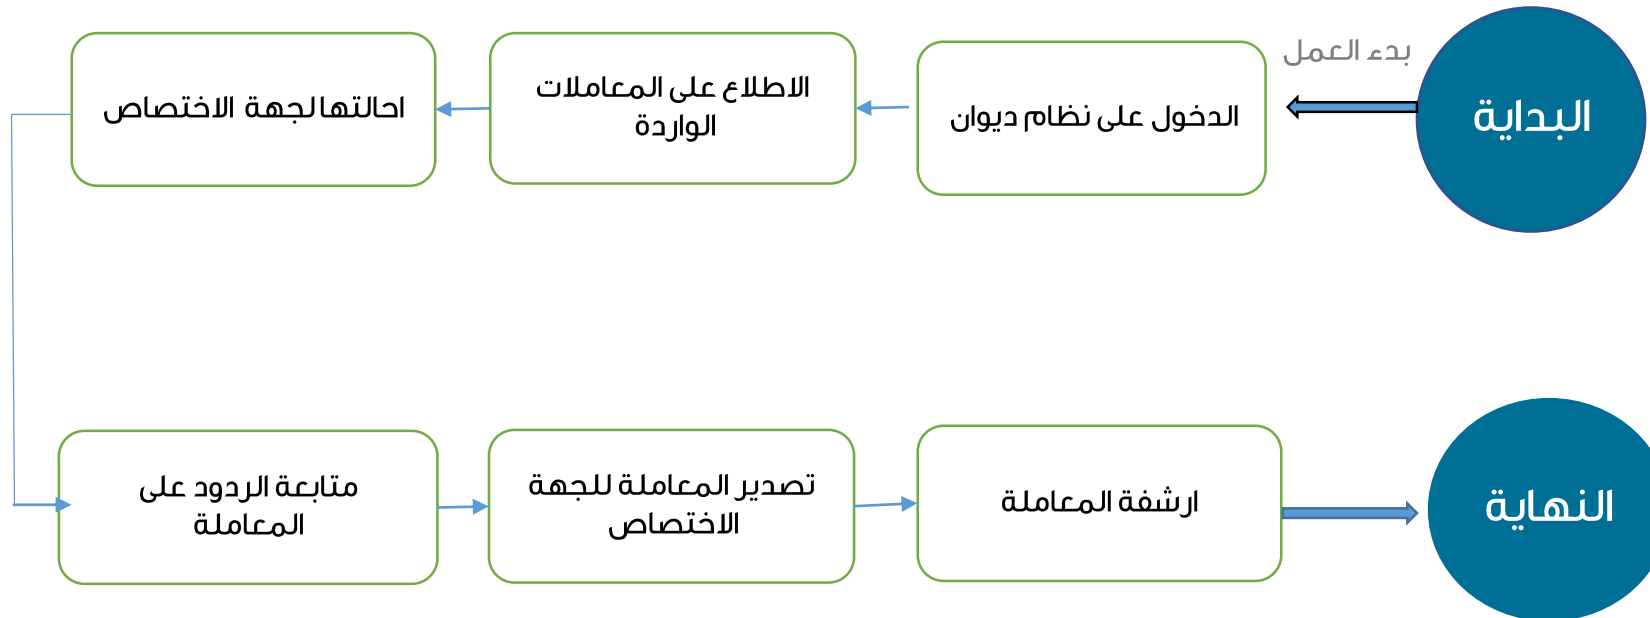 البداية
بدء العمل
الدخول على نظام ديوان
الاطلاع على المعاملات
الواردة
احالتها لجهة الاختصاص
متابعة الردود على
المعاملة
تصدير المعاملة للجهة
الاختصاص
ارشفة المعاملة
النهاية